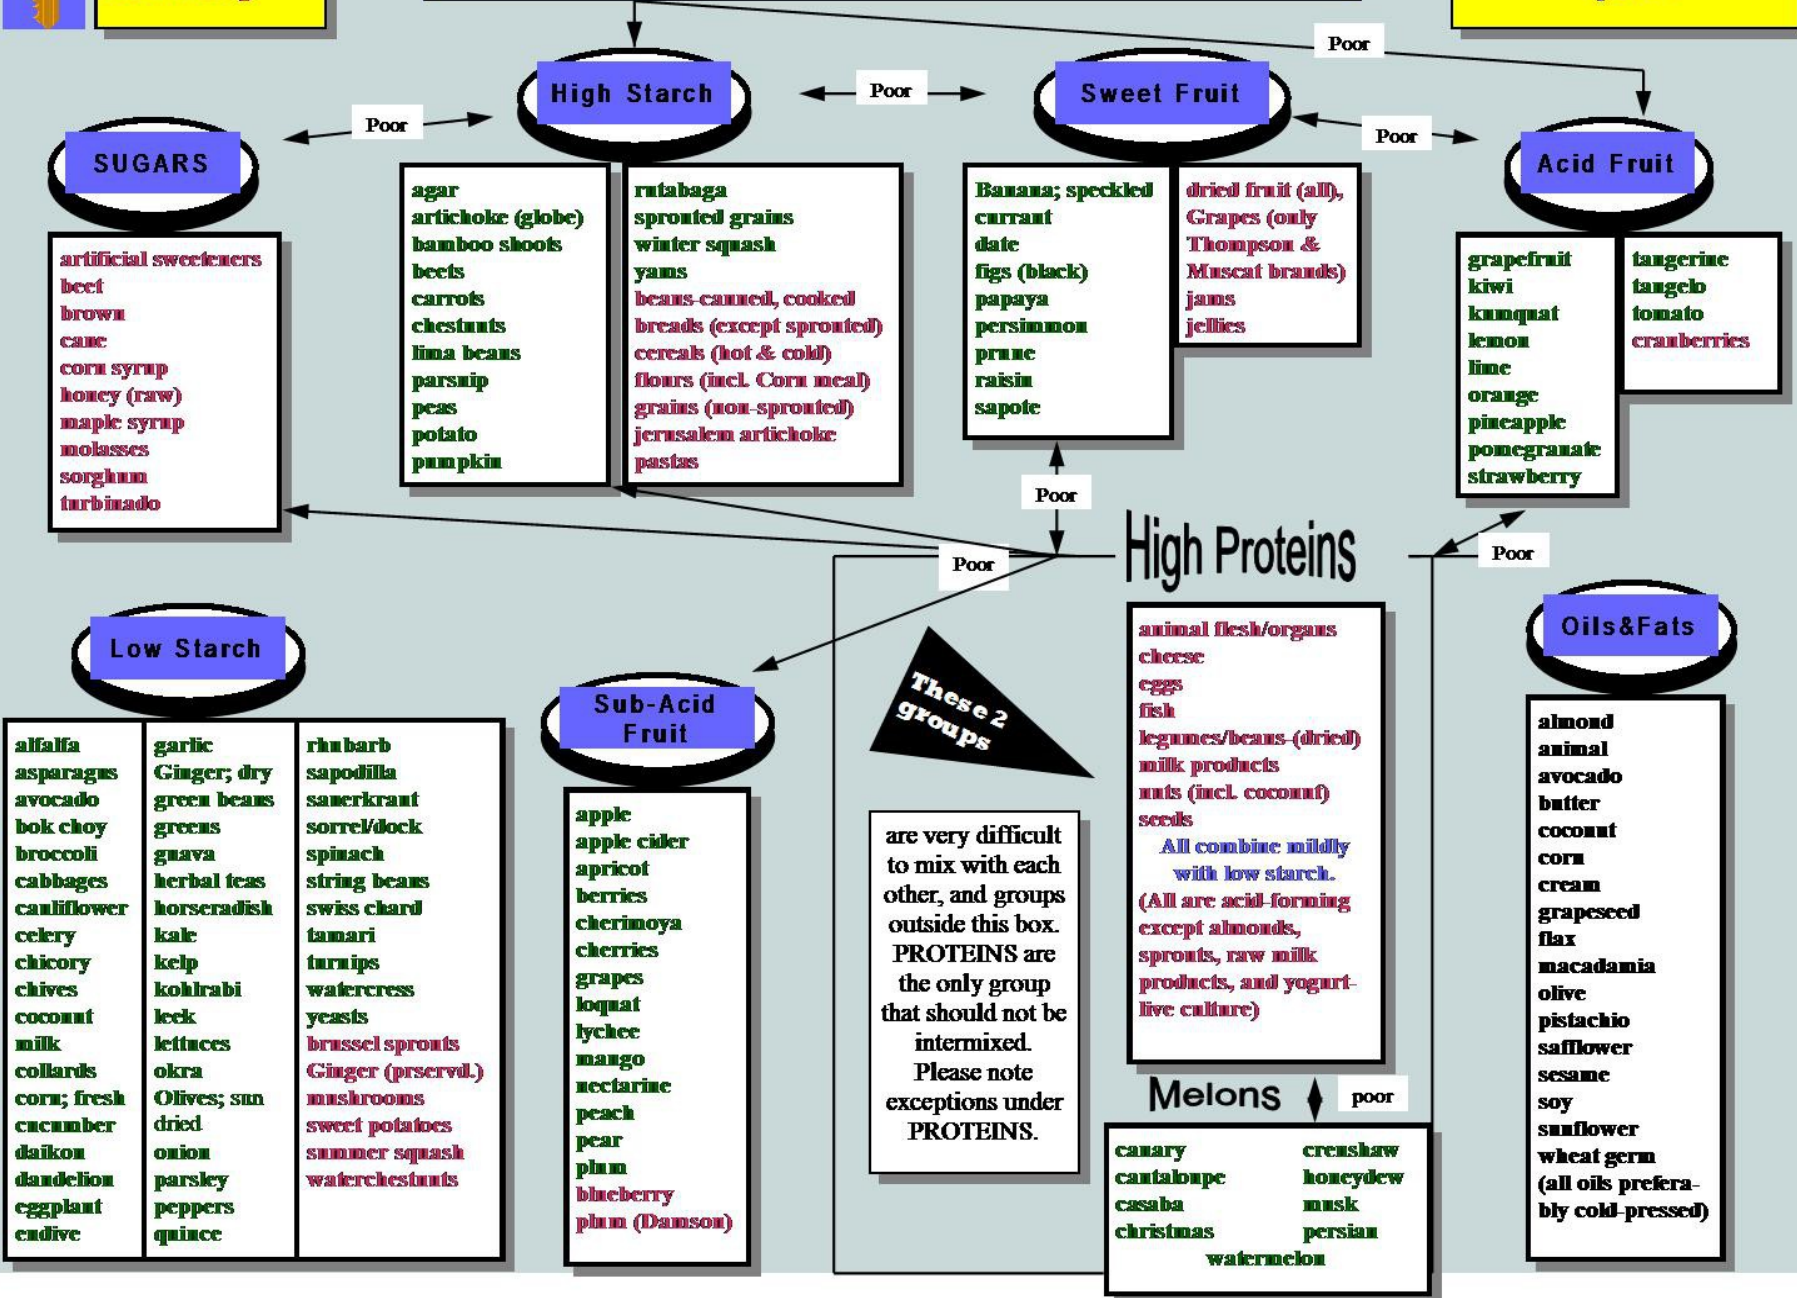 Poor
High Starch
Poor
Sweet Fruit
Poor
SUGARS
Poor
Acid Fruit
agar
artichoke (globe)
bamboo shoots
beets
carrots
chestnuts
lima beans
parsnip
peas
potato
pumpkin
rutabaga
sprouted grains
winter squash
yams
beans-canned, cooked
breads (except sprouted)
cereals (hot & cold)
flours (incl. Corn meal)
grains (non-sprouted)
jerusalem artichoke
pastas
Banana; speckled
currant
date
figs (black)
papaya
persimmon
prune
raisin
sapote
dried fruit (all),
Grapes (only
Thompson &
Muscat brands)
jams
jellies
artificial sweeteners
beet
brown
cane
corn syrup
honey (raw)
maple syrup
molasses
sorghum
turbinado
grapefruit
kiwi
kumquat
lemon
lime
orange
pineapple
pomegranate
strawberry
tangerine
tangelo
tomato
cranberries
Poor
High Proteins
Poor
Poor
Low Starch
Sub-Acid
Fruit
These 2
groups
Oils&Fats
alfalfa
asparagus
avocado
bok choy
broccoli
cabbages
cauliflower
celery
chicory
chives
coconut
milk
collards
corn; fresh
cucumber
daikon
dandelion
eggplant
endive
garlic
Ginger; dry
green beans
greens
guava
herbal teas
horseradish
kale
kelp
kohlrabi
leek
lettuces
okra
Olives; sun
dried
onion
parsley
peppers
quince
rhubarb
sapodilla
sauerkraut
sorrel/dock
spinach
string beans
swiss chard
tamari
turnips
watercress
yeasts
brussel sprouts
Ginger (prservd.)
mushrooms
sweet potatoes
summer squash
waterchestnuts
apple
apple cider
apricot
berries
cherimoya
cherries
grapes
loquat
lychee
mango
nectarine
peach
pear
plum
blueberry
plum (Damson)
are very difficult
to mix with each
other, and groups
outside this box.
PROTEINS are
the only group
that should not be
intermixed.
Please note
exceptions under
PROTEINS.
animal flesh/organs
cheese
eggs
fish
legumes/beans-(dried)
milk products
nuts (incl. coconut)
seeds
All combine mildly
with low starch.
(All are acid-forming
except almonds,
sprouts, raw milk
products, and yogurt-
live culture)
Melons
poor
canary
cantaloupe
casaba
christmas
crenshaw
honeydew
musk
persian
watermelon
almond
animal
avocado
butter
coconut
corn
cream
grapeseed
flax
macadamia
olive
pistachio
safflower
sesame
soy
sunflower
wheat germ
(all oils prefera-
bly cold-pressed)